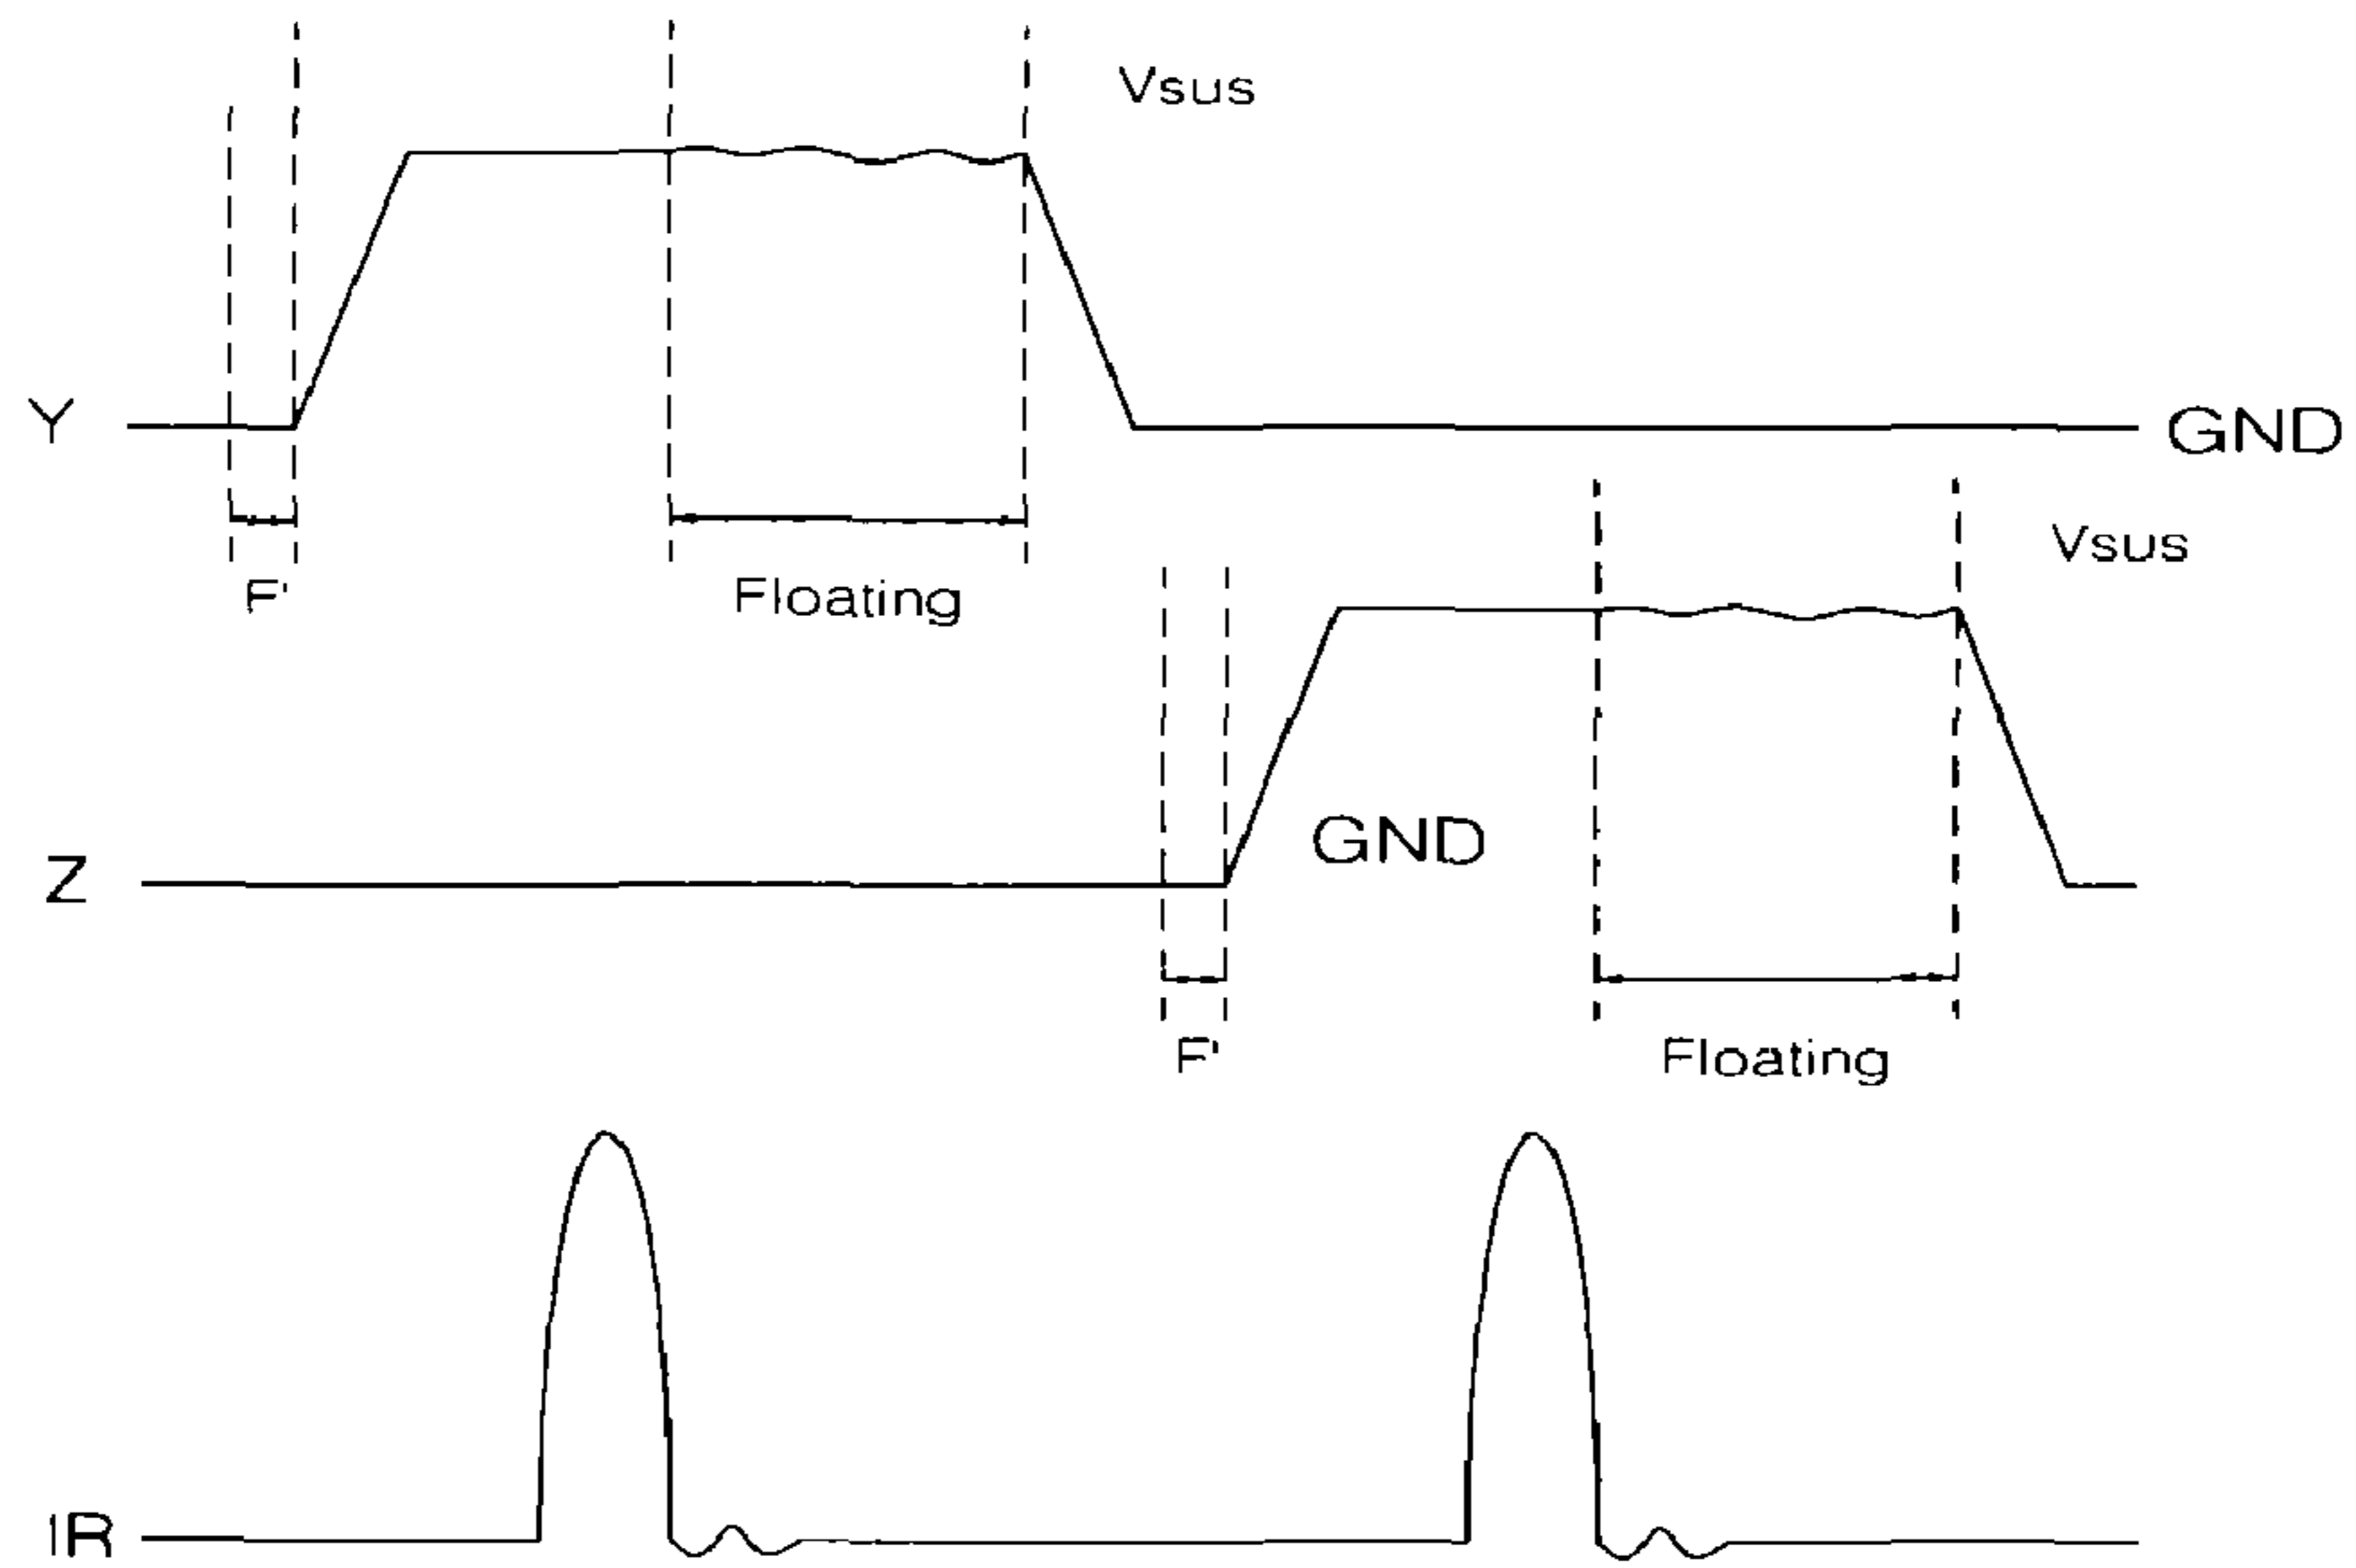 Vsus
Y
GND
F'
Floating
Vsus
Z
GND
F'
Floating
IR